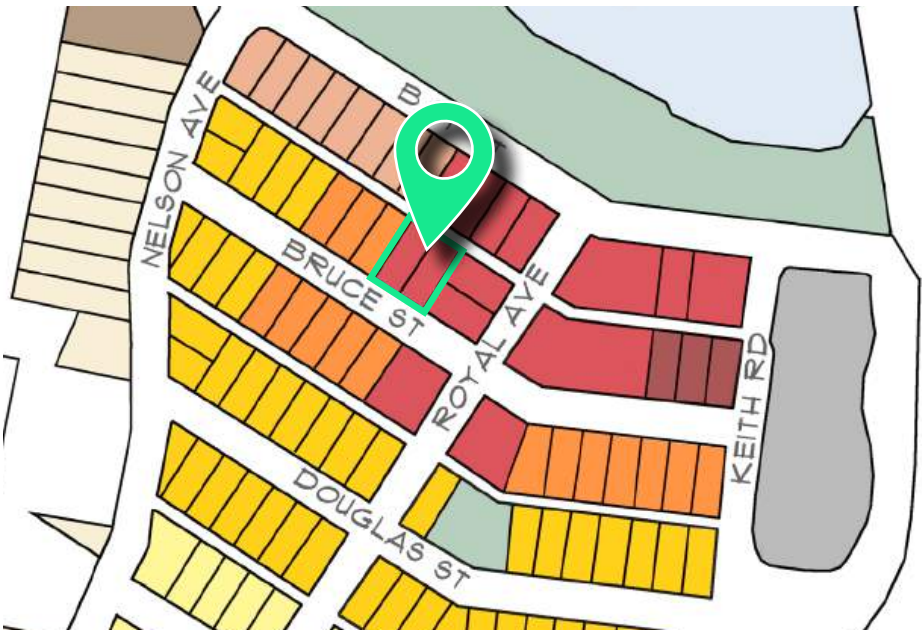 B
NELSON AVE
BRUCE ST
ROYAL AVE
KEITH RD
DOUGLAS ST